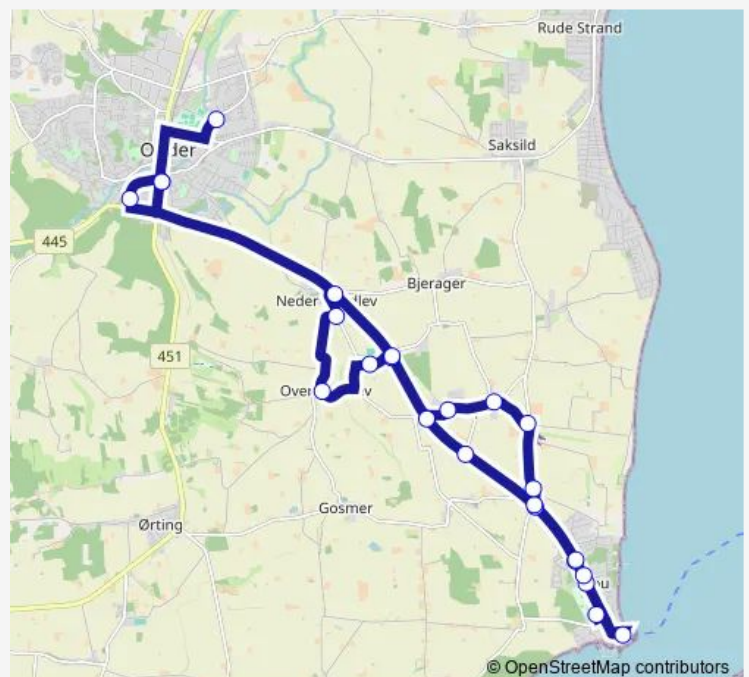 Rude Strand
Saksild
445
Bjerager
451
Gosmer
Ørting
© OpenStreetMap contributors